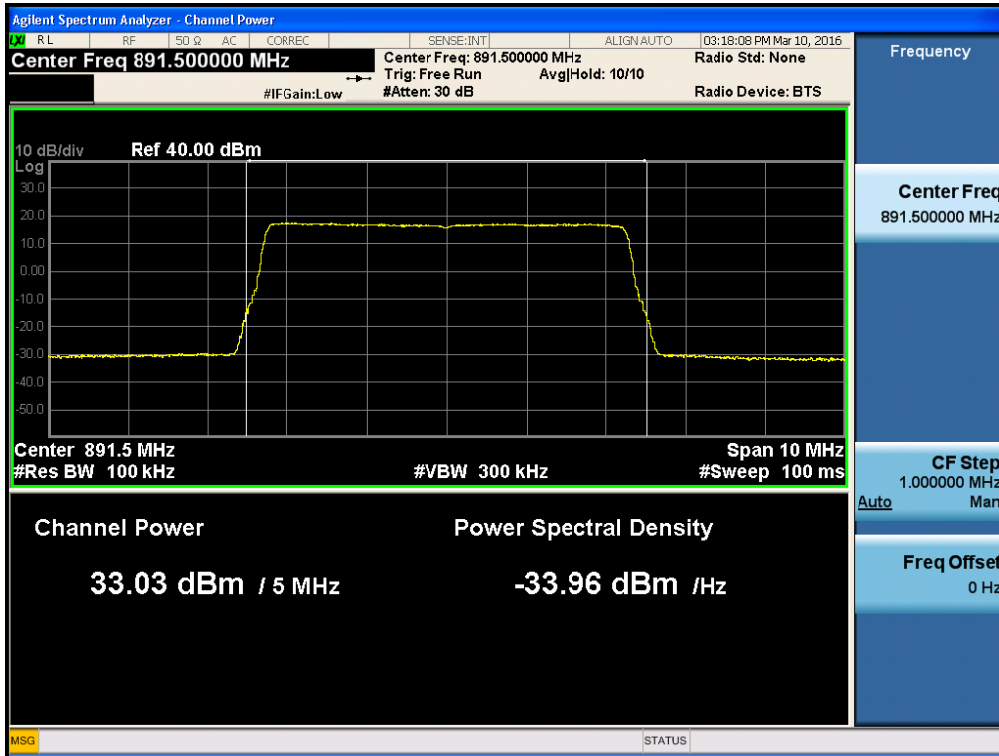 Agilent Spectrum Analyzer - Channel Power
LXI RL RF 50 Ω AC CORREC SENSE:INT ALIGN AUTO 03:18:08 PM Mar 10, 2016
Center Freq 891.500000 MHz
Center Freq: 891.500000 MHz
Radio Std: None
Trig: Free Run Avg|Hold: 10/10
#IFGain:Low
#Atten: 30 dB
Radio Device: BTS
10 dB/div Ref 40.00 dBm
Log
30.0
20.0
10.0
0.00
-10.0
-20.0
-30.0
-40.0
-50.0
Center 891.5 MHz
Span 10 MHz
#Res BW 100 kHz
#VBW 300 kHz
#Sweep 100 ms
Channel Power
Power Spectral Density
33.03 dBm / 5 MHz
-33.96 dBm /Hz
MSG
STATUS
Frequency
Center Freq
891.500000 MHz
CF Step
1.000000 MHz
Auto Man
Freq Offset
0 Hz